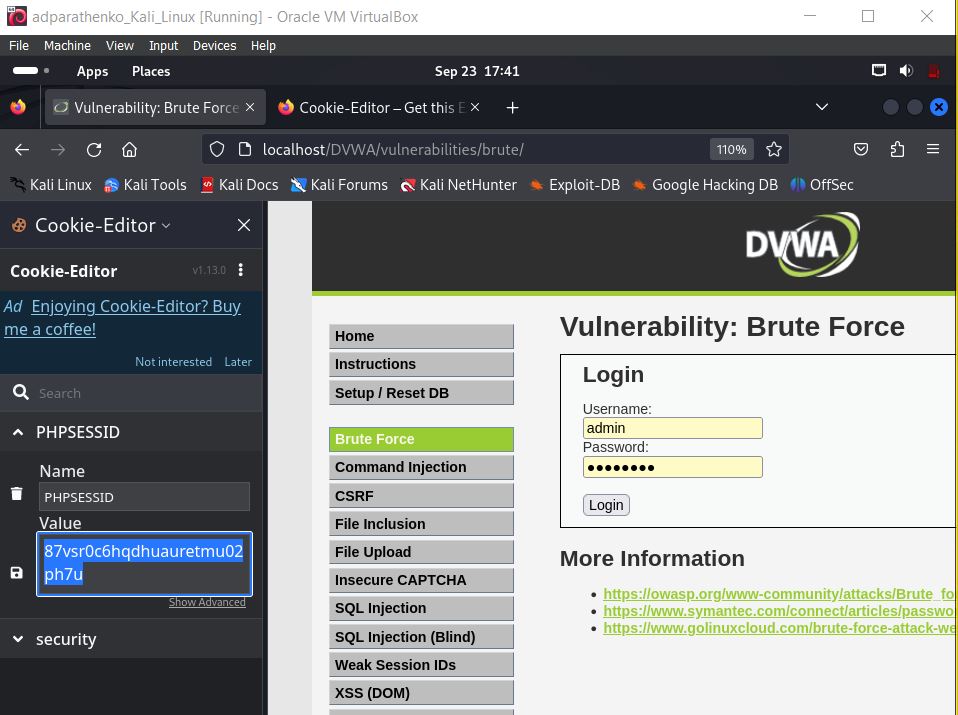 adparathenko_Kali_Linux [Running] - Oracle VM VirtualBox
File Machine View Input Devices Help
Apps Places Sep 23 17:41
Vulnerability: Brute Force Cookie-Editor – Get this E
localhost/DVWA/vulnerabilities/brute/ 110%
Kali Linux Kali Tools Kali Docs Kali Forums Kali NetHunter Exploit-DB Google Hacking DB OffSec
Cookie-Editor
Cookie-Editor v1.13.0
Ad Enjoying Cookie-Editor? Buy
me a coffee!
Not interested Later
Search
PHPSESSID
Name
PHPSESSID
Value
87vsr0c6hqdhuauretmu02
ph7u
Show Advanced
security
DVWA
Home
Instructions
Setup / Reset DB
Brute Force
Command Injection
CSRF
File Inclusion
File Upload
Insecure CAPTCHA
SQL Injection
SQL Injection (Blind)
Weak Session IDs
XSS (DOM)
Vulnerability: Brute Force
Login
Username:
admin
Password:
••••••••
Login
More Information
• https://owasp.org/www-community/attacks/Brute_fo
• https://www.symantec.com/connect/articles/passwo
• https://www.golinuxcloud.com/brute-force-attack-we